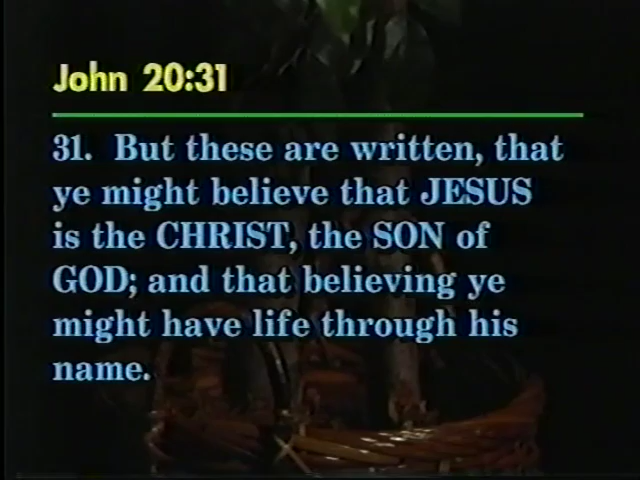 John 20:31
31. But these are written, that
ye might believe that JESUS
is the CHRIST, the SON of
GOD; and that believing ye
might have life through his
name.